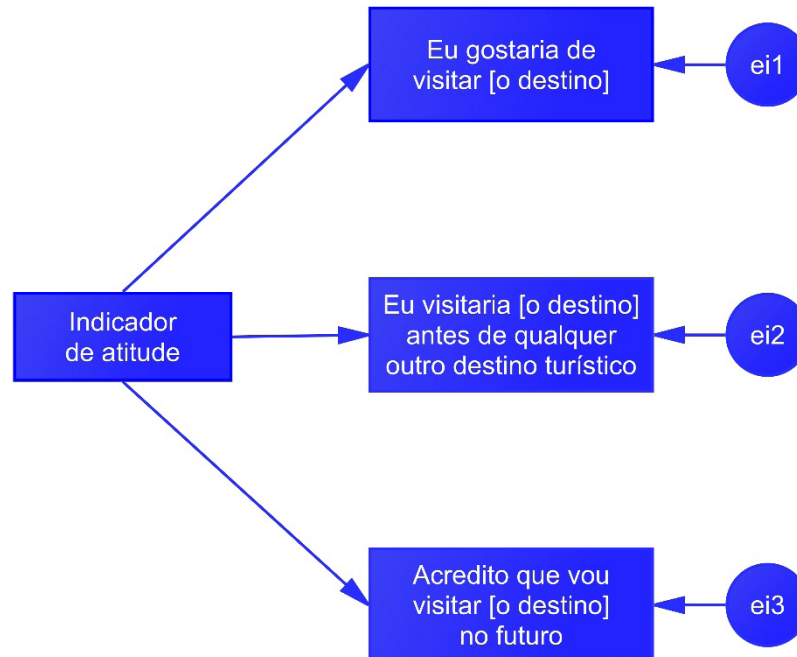 Eu gostaria de
visitar [o destino]
ei1
Indicador
de atitude
Eu visitaria [o destino]
antes de qualquer
outro destino turístico
ei2
Acredito que vou
visitar [o destino]
no futuro
ei3